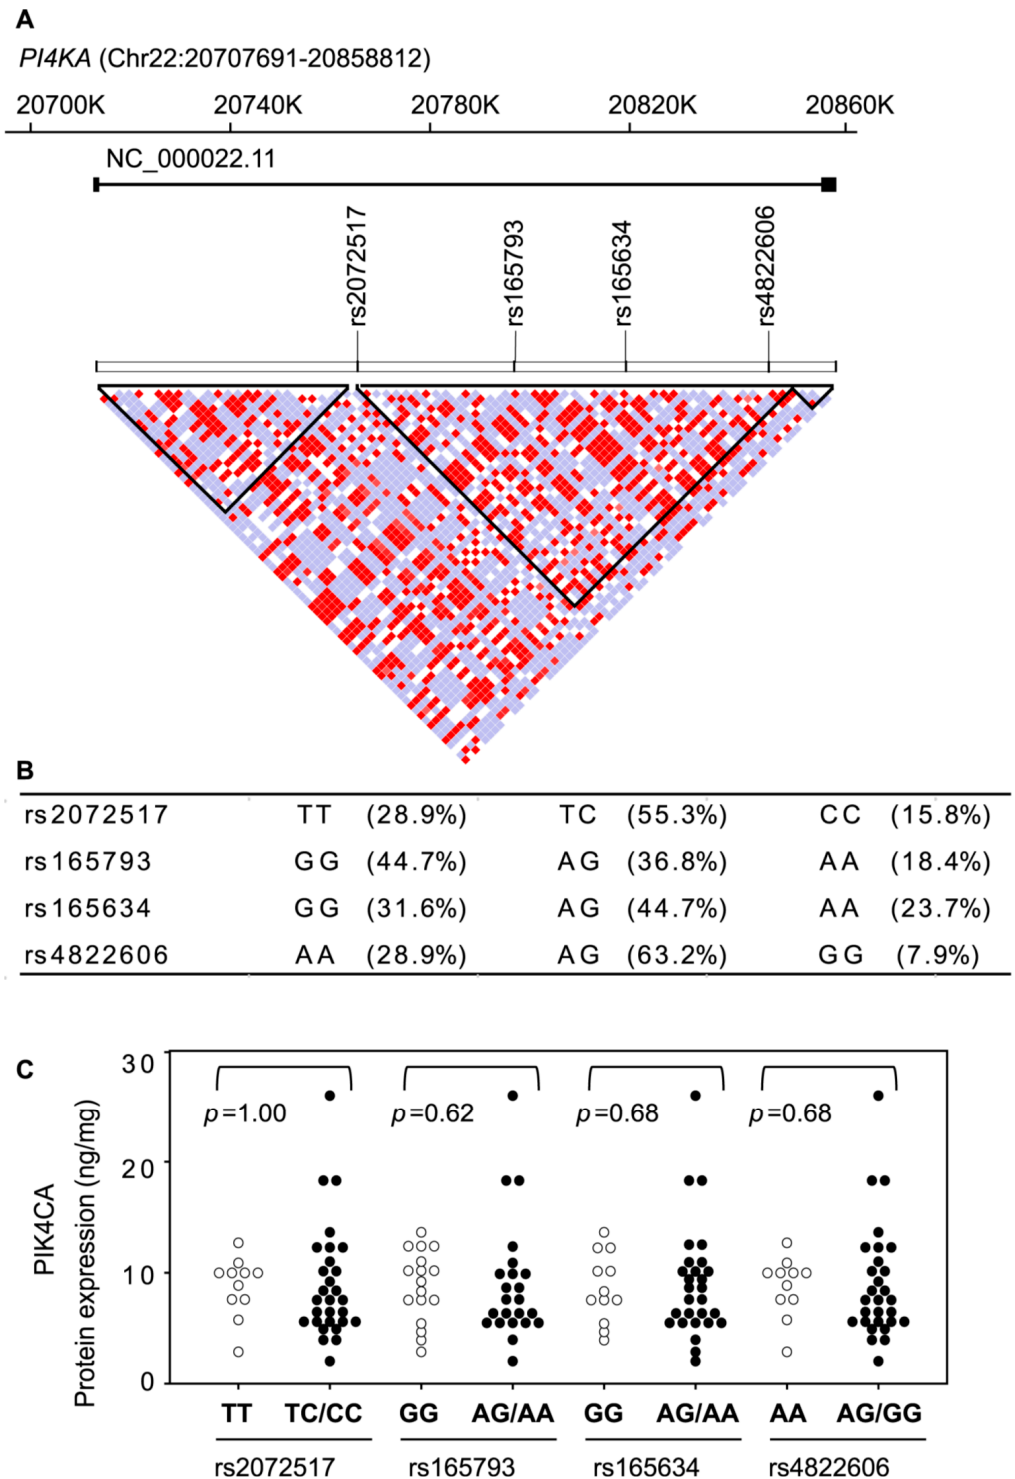 A
PI4KA (Chr22:20707691-20858812)
20700K 20740K 20780K 20820K 20860K
NC_000022.11
rs2072517 rs165793 rs165634 rs4822606
B
rs2072517 TT (28.9%) TC (55.3%) CC (15.8%)
rs165793 GG (44.7%) AG (36.8%) AA (18.4%)
rs165634 GG (31.6%) AG (44.7%) AA (23.7%)
rs4822606 AA (28.9%) AG (63.2%) GG (7.9%)
C
PIK4CA
Protein expression (ng/mg)
30
20
10
0
p=1.00 p=0.62 p=0.68 p=0.68
TT TC/CC GG AG/AA GG AG/AA AA AG/GG
rs2072517 rs165793 rs165634 rs4822606